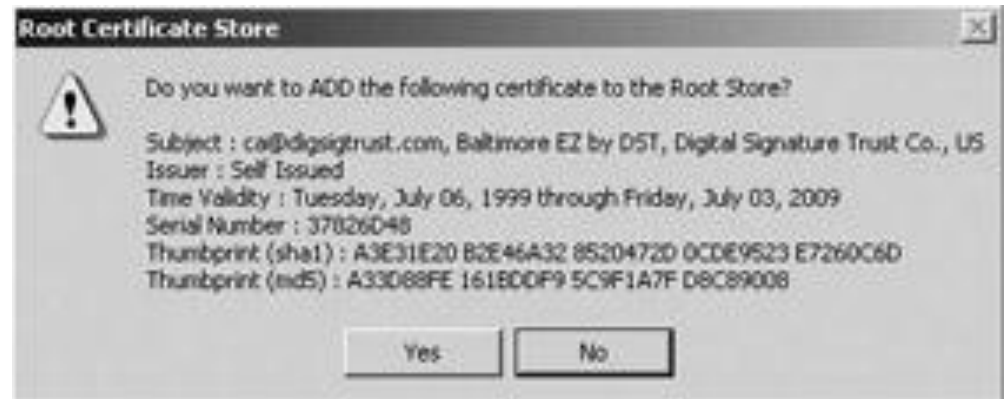 Root Certificate Store
Do you want to ADD the following certificate to the Root Store?
Subject : ca@digsigtrust.com, Baltimore EZ by DST, Digital Signature Trust Co., US
Issuer : Self Issued
Time Validity : Tuesday, July 06, 1999 through Friday, July 03, 2009
Serial Number : 37826D48
Thumbprint (sha1) : A3E31E20 B2E46A32 8520472D 0CDE9523 E7260C6D
Thumbprint (md5) : A33D88FE 161BDDF9 5C9F1A7F D8C89008
Yes No